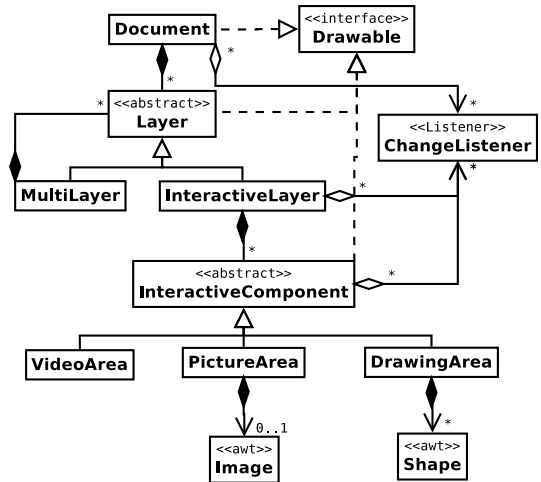 Document
<<interface>>
Drawable
*
*
<<abstract>>
Layer
*
*
<<Listener>>
ChangeListener
*
MultiLayer
InteractiveLayer
*
*
<<abstract>>
InteractiveComponent
*
VideoArea
PictureArea
DrawingArea
0..1
*
<<awt>>
Image
<<awt>>
Shape